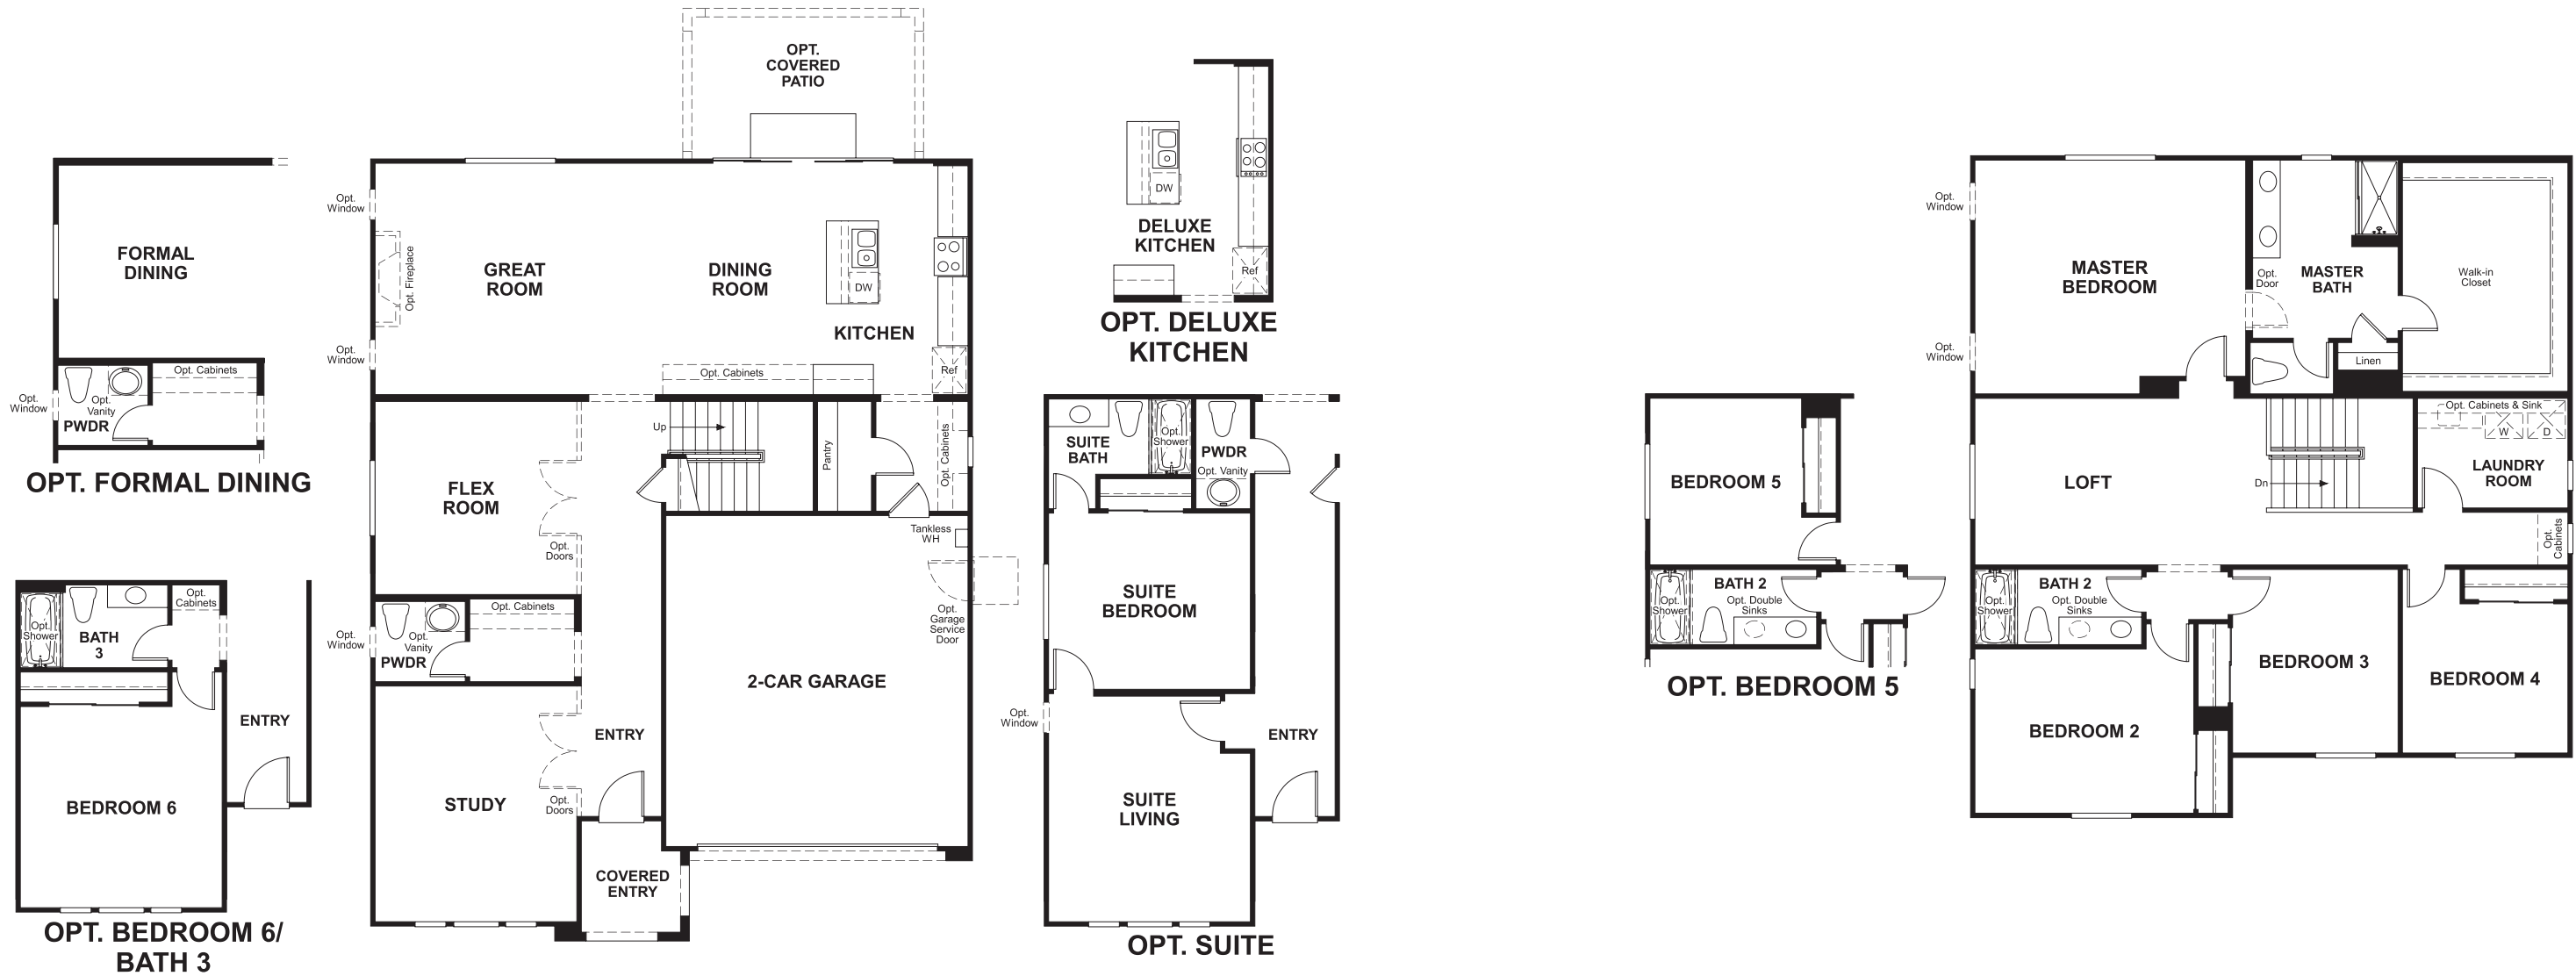 FORMAL
DINING
Opt.
Window
Opt.
Vanity
PWDR
Opt. Cabinets
OPT. FORMAL DINING
Opt.
Shower
BATH
3
Opt.
Cabinets
ENTRY
BEDROOM 6
OPT. BEDROOM 6/
BATH 3
OPT.
COVERED
PATIO
Opt.
Window
Opt. Fireplace
GREAT
ROOM
DINING
ROOM
DW
KITCHEN
Opt.
Window
Opt. Cabinets
Ref
Up
Pantry
Opt. Cabinets
FLEX
ROOM
Opt.
Doors
Tankless
WH
Opt.
Garage
Service
Door
Opt.
Window
Opt.
Vanity
PWDR
Opt. Cabinets
2-CAR GARAGE
ENTRY
STUDY
Opt.
Doors
COVERED
ENTRY
DW
DELUXE
KITCHEN
Ref
OPT. DELUXE
KITCHEN
SUITE
BATH
Opt.
Shower
PWDR
Opt. Vanity
SUITE
BEDROOM
Opt.
Window
ENTRY
SUITE
LIVING
OPT. SUITE
BEDROOM 5
Opt.
Shower
BATH 2
Opt. Double
Sinks
OPT. BEDROOM 5
Opt.
Window
MASTER
BEDROOM
Opt.
Door
MASTER
BATH
Walk-in
Closet
Opt.
Window
Linen
Opt. Cabinets & Sink
W
D
LAUNDRY
ROOM
LOFT
Dn
Opt.
Cabinets
Opt.
Shower
BATH 2
Opt. Double
Sinks
BEDROOM 3
BEDROOM 4
BEDROOM 2